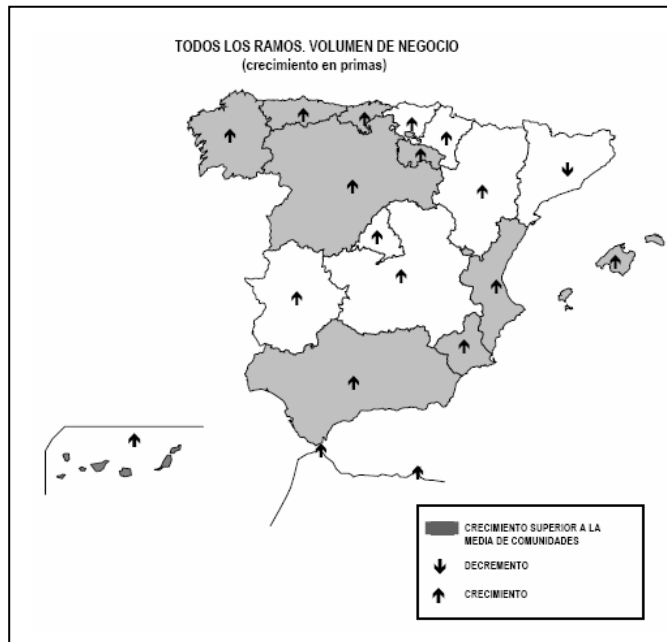 TODOS LOS RAMOS. VOLUMEN DE NEGOCIO
(crecimiento en primas)
CRECIMIENTO SUPERIOR A LA
MEDIA DE COMUNIDADES
DECREMENTO
CRECIMIENTO